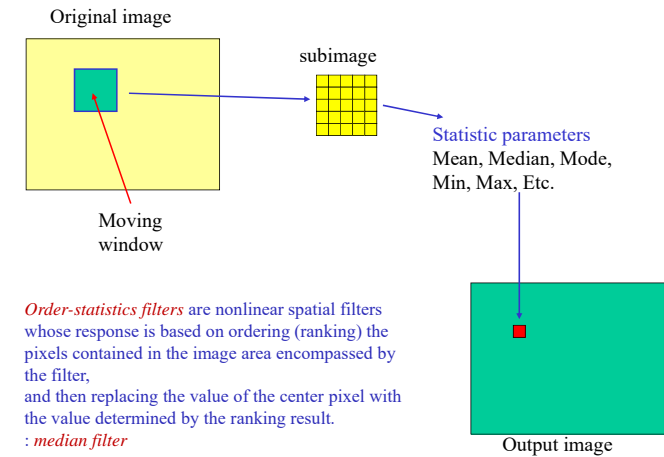 Original image
subimage
Statistic parameters
Mean, Median, Mode,
Min, Max, Etc.
Moving
window
Order-statistics filters are nonlinear spatial filters
whose response is based on ordering (ranking) the
pixels contained in the image area encompassed by
the filter,
and then replacing the value of the center pixel with
the value determined by the ranking result.
: median filter
Output image